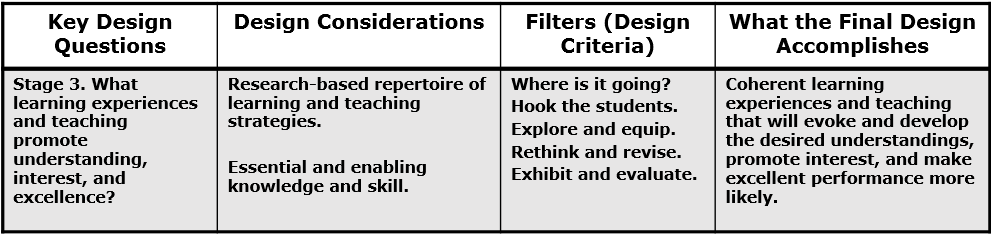 Key Design
Questions
Design Considerations
Filters (Design
Criteria)
What the Final Design
Accomplishes
Stage 3. What
learning experiences
and teaching
promote
understanding,
interest, and
excellence?
Research-based repertoire of
learning and teaching
strategies.
Essential and enabling
knowledge and skill.
Where is it going?
Hook the students.
Explore and equip.
Rethink and revise.
Exhibit and evaluate.
Coherent learning
experiences and teaching
that will evoke and develop
the desired understandings,
promote interest, and make
excellent performance more
likely.